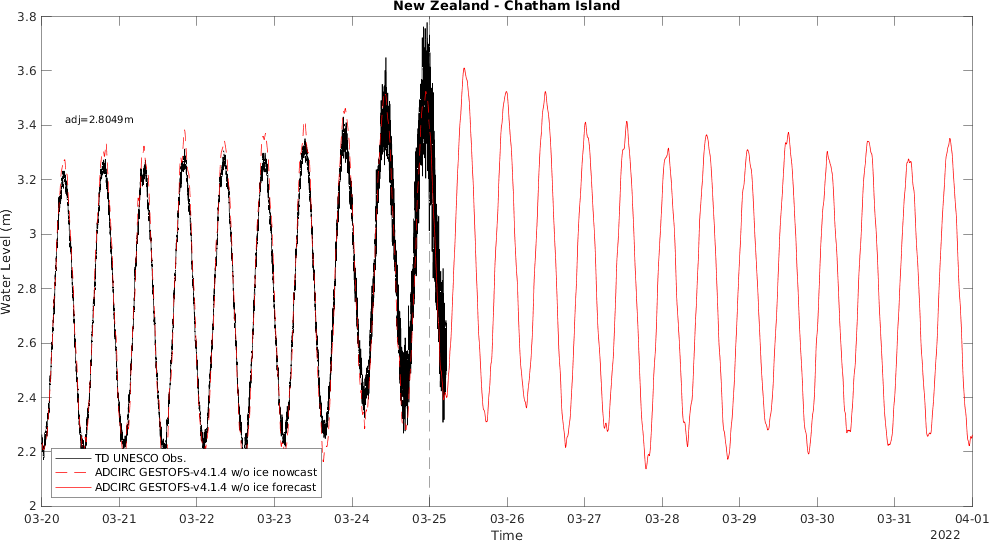 New Zealand - Chatham Island
3.8
3.6
3.4
3.2
3
2.8
2.6
2.4
2.2
2
Water Level (m)
adj=2.8049m
TD UNESCO Obs.
ADCIRC GESTOFS-v4.1.4 w/o ice nowcast
ADCIRC GESTOFS-v4.1.4 w/o ice forecast
03-20 03-21 03-22 03-23 03-24 03-25 03-26 03-27 03-28 03-29 03-30 03-31 04-01
Time
2022